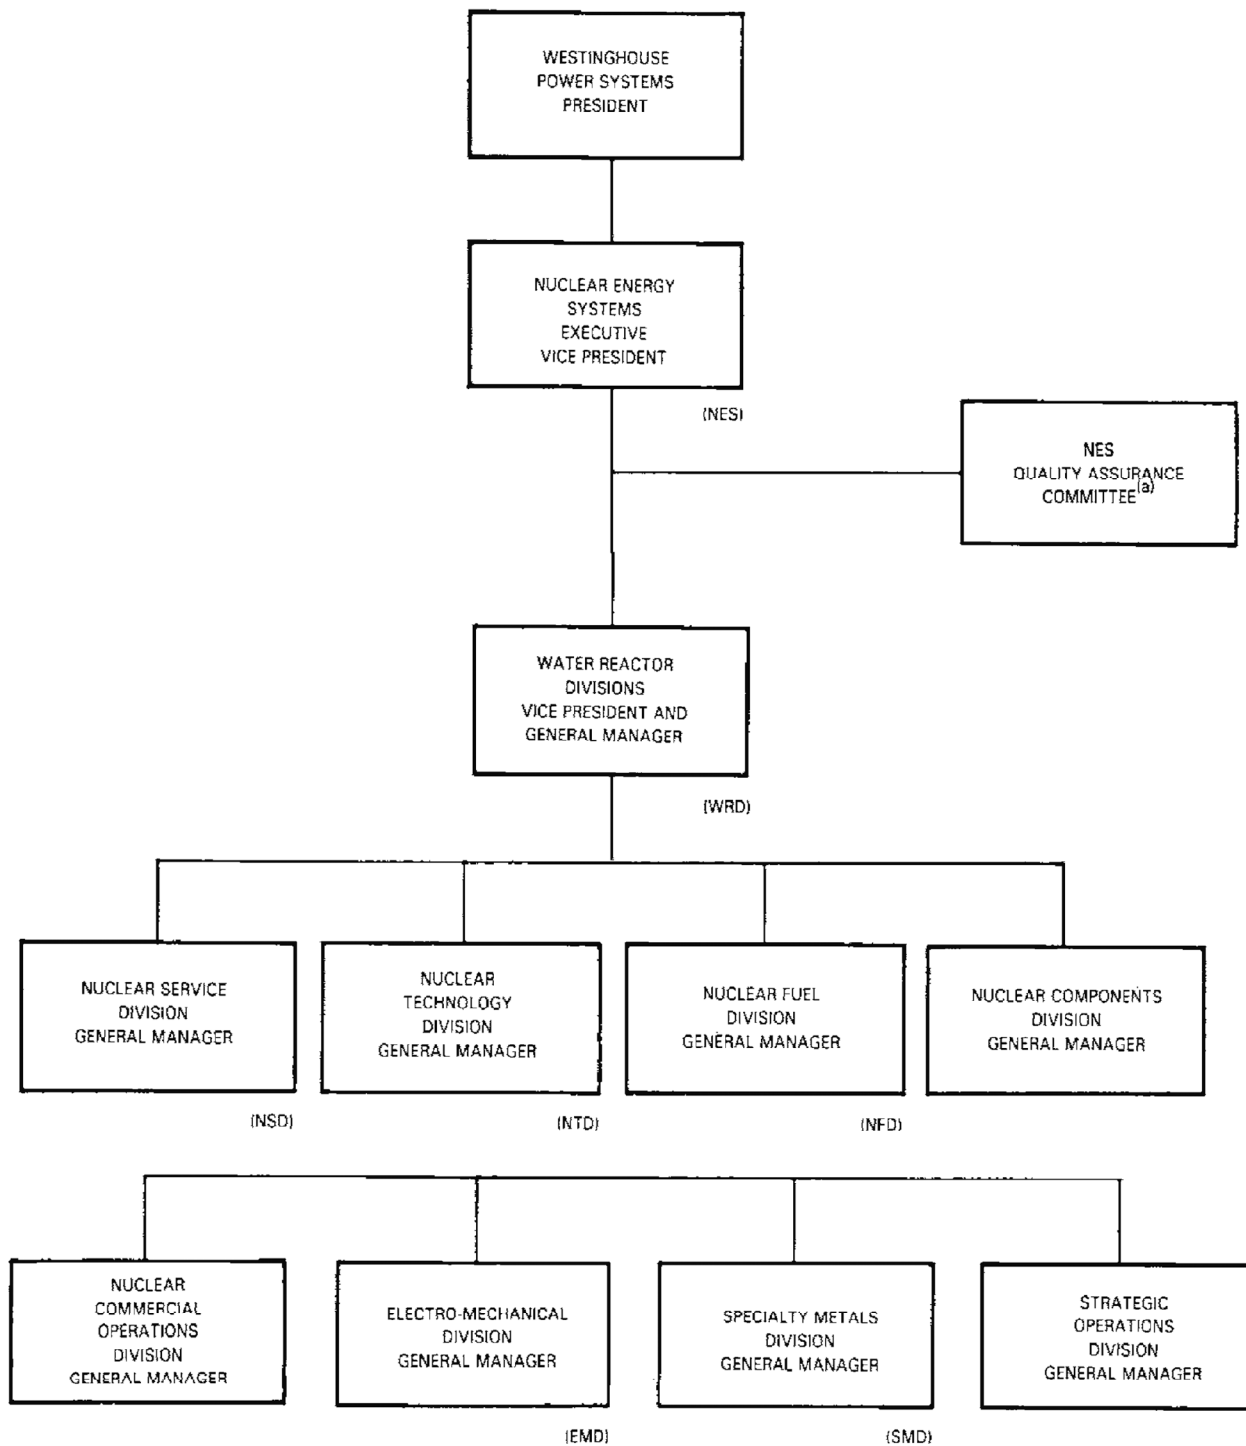 WESTINGHOUSE
POWER SYSTEMS
PRESIDENT
NUCLEAR ENERGY
SYSTEMS
EXECUTIVE
VICE PRESIDENT
(NES)
NES
QUALITY ASSURANCE
COMMITTEE(a)
WATER REACTOR
DIVISIONS
VICE PRESIDENT AND
GENERAL MANAGER
(WRD)
NUCLEAR SERVICE
DIVISION
GENERAL MANAGER
(NSD)
NUCLEAR
TECHNOLOGY
DIVISION
GENERAL MANAGER
(NTD)
NUCLEAR FUEL
DIVISION
GENERAL MANAGER
(NFD)
NUCLEAR COMPONENTS
DIVISION
GENERAL MANAGER
NUCLEAR
COMMERCIAL
OPERATIONS
DIVISION
GENERAL MANAGER
ELECTRO-MECHANICAL
DIVISION
GENERAL MANAGER
(EMD)
SPECIALTY METALS
DIVISION
GENERAL MANAGER
(SMD)
STRATEGIC
OPERATIONS
DIVISION
GENERAL MANAGER